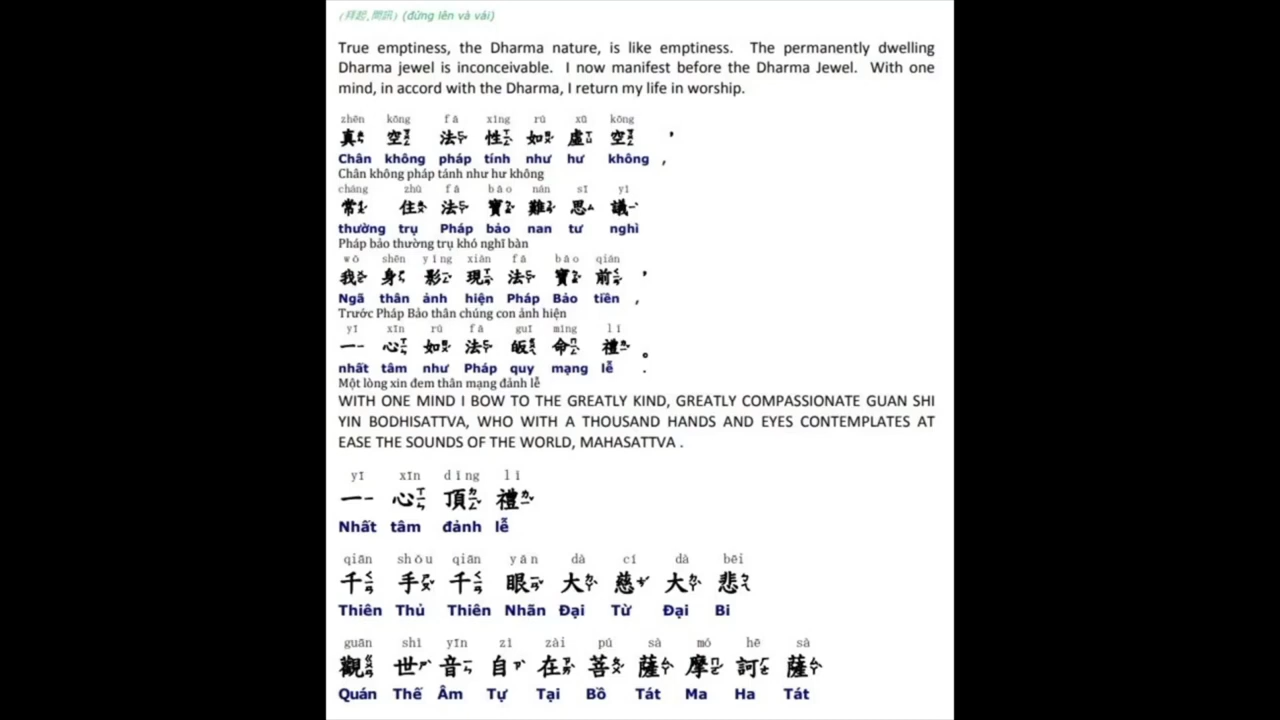 (拜起,問訊) (đứng lên và vái)
True emptiness, the Dharma nature, is like emptiness. The permanently dwelling
Dharma jewel is inconceivable. I now manifest before the Dharma Jewel. With one
mind, in accord with the Dharma, I return my life in worship.
zhēn kōng fǎ xìng rú xū kōng
真空法性如虛空，
Chân không pháp tính như hư không ,
Chân không pháp tánh như hư không
cháng zhù fǎ bǎo nán sī yì
常住法寶難思議
thường trụ Pháp bảo nan tư nghì
Pháp bảo thường trụ khó nghĩ bàn
wǒ shēn yǐng xiàn fǎ bǎo qián
我身影現法寶前，
Ngã thân ảnh hiện Pháp Bảo tiền ,
Trước Pháp Bảo thân chúng con ảnh hiện
yī xīn rú fǎ guī mìng lǐ
一心如法皈命禮。
nhất tâm như Pháp quy mạng lễ .
Một lòng xin đem thân mạng đảnh lễ
WITH ONE MIND I BOW TO THE GREATLY KIND, GREATLY COMPASSIONATE GUAN SHI
YIN BODHISATTVA, WHO WITH A THOUSAND HANDS AND EYES CONTEMPLATES AT
EASE THE SOUNDS OF THE WORLD, MAHASATTVA .
yī xīn dǐng lǐ
一心頂禮
Nhất tâm đảnh lễ
qiān shǒu qiān yǎn dà cí dà bēi
千手千眼大慈大悲
Thiên Thủ Thiên Nhãn Đại Từ Đại Bi
guān shì yīn zì zài pú sà mó hē sà
觀世音自在菩薩摩訶薩
Quán Thế Âm Tự Tại Bồ Tát Ma Ha Tát